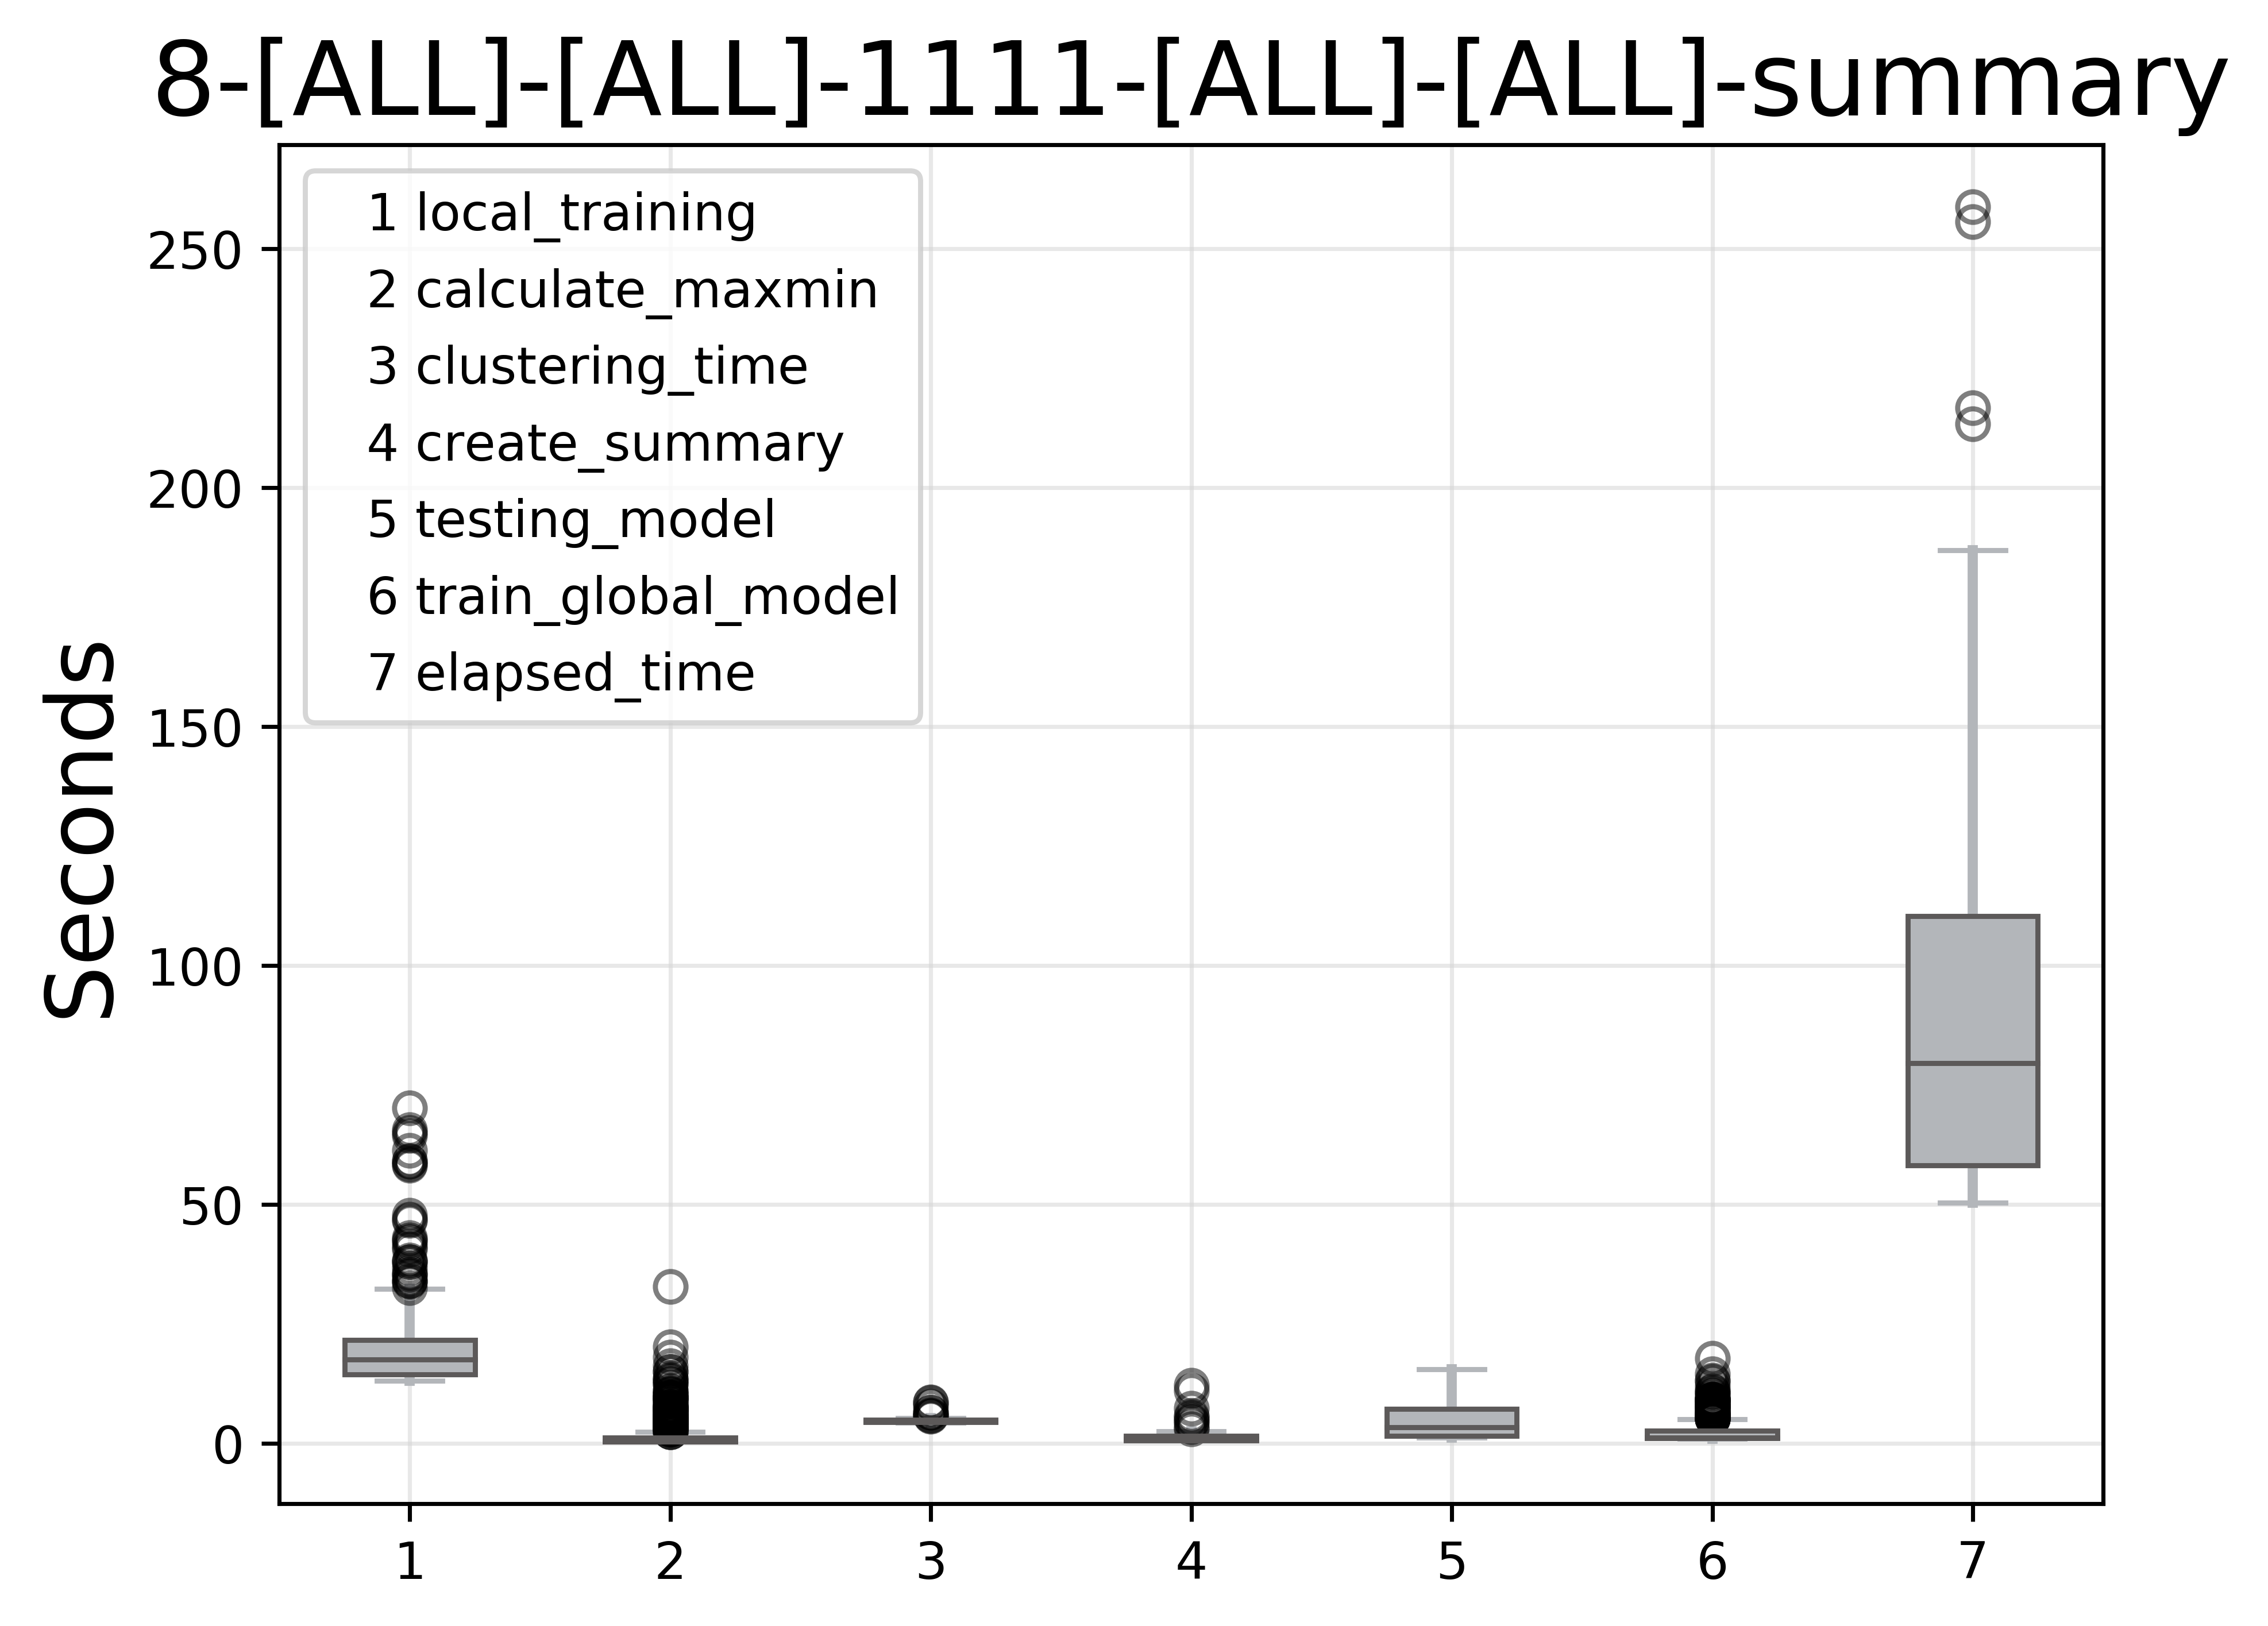 8-[ALL]-[ALL]-1111-[ALL]-[ALL]-summary
1 local_training
2 calculate_maxmin
3 clustering_time
4 create_summary
5 testing_model
6 train_global_model
7 elapsed_time
Seconds
250
200
150
100
50
0
1 2 3 4 5 6 7